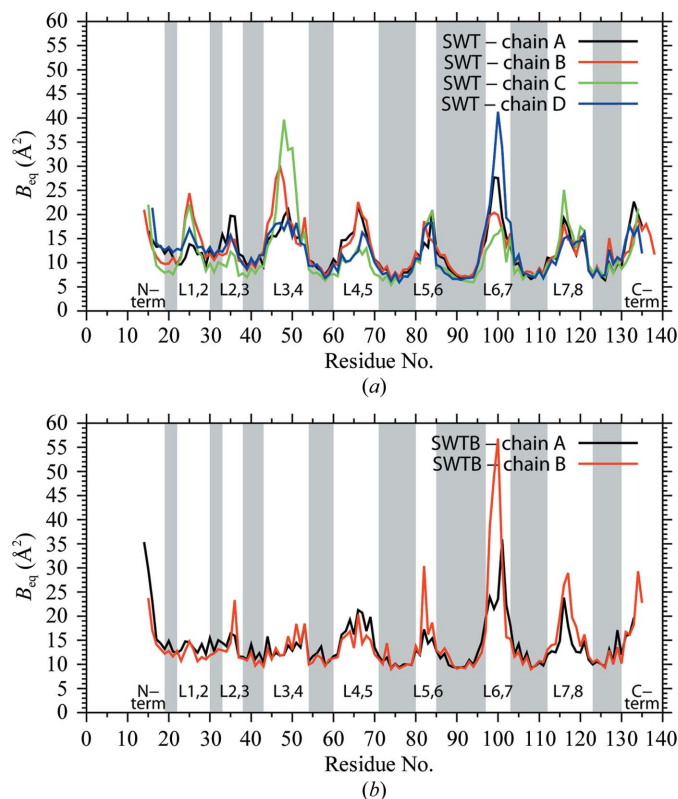 60
55
50
45
40
35
30
25
20
15
10
5
0
B_eq (Å²)
SWT – chain A
SWT – chain B
SWT – chain C
SWT – chain D
N–term L1,2 L2,3 L3,4 L4,5 L5,6 L6,7 L7,8 C–term
0 10 20 30 40 50 60 70 80 90 100 110 120 130 140
Residue No.
(a)
60
55
50
45
40
35
30
25
20
15
10
5
0
B_eq (Å²)
SWTB – chain A
SWTB – chain B
N–term L1,2 L2,3 L3,4 L4,5 L5,6 L6,7 L7,8 C–term
0 10 20 30 40 50 60 70 80 90 100 110 120 130 140
Residue No.
(b)